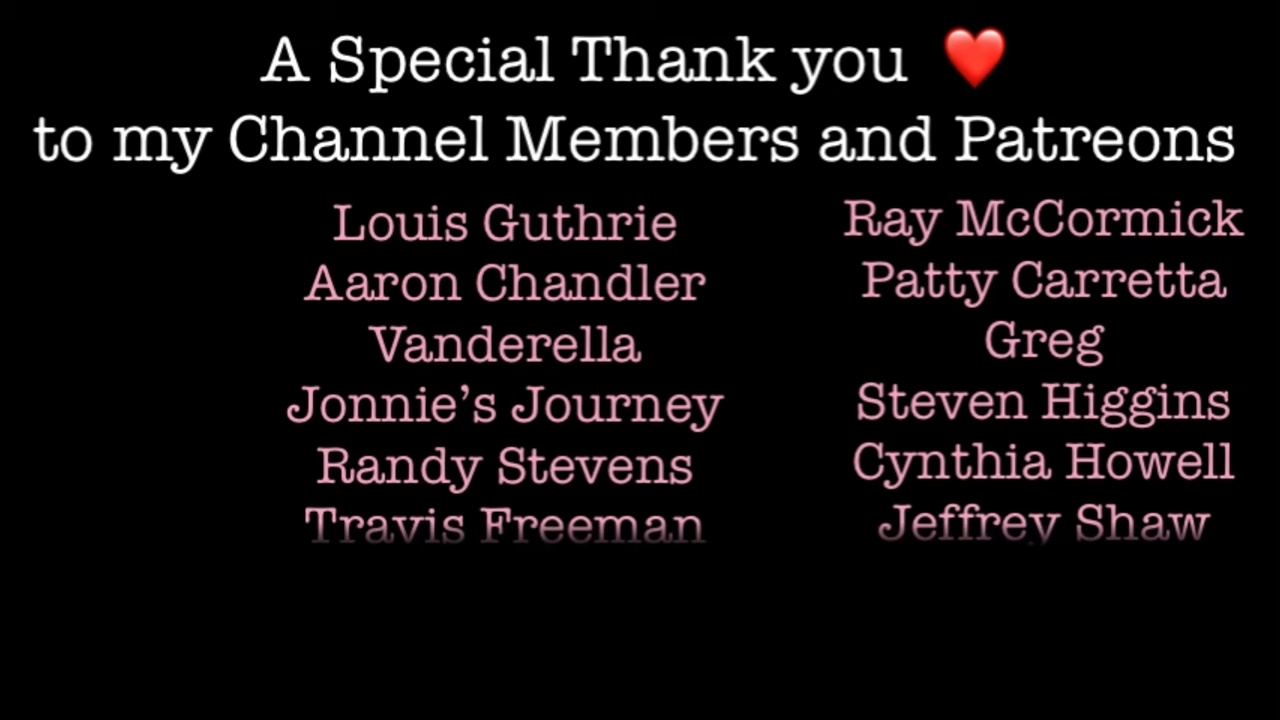 A Special Thank you ❤️
to my Channel Members and Patreons
Louis Guthrie
Aaron Chandler
Vanderella
Jonnie’s Journey
Randy Stevens
Travis Freeman
Ray McCormick
Patty Carretta
Greg
Steven Higgins
Cynthia Howell
Jeffrey Shaw